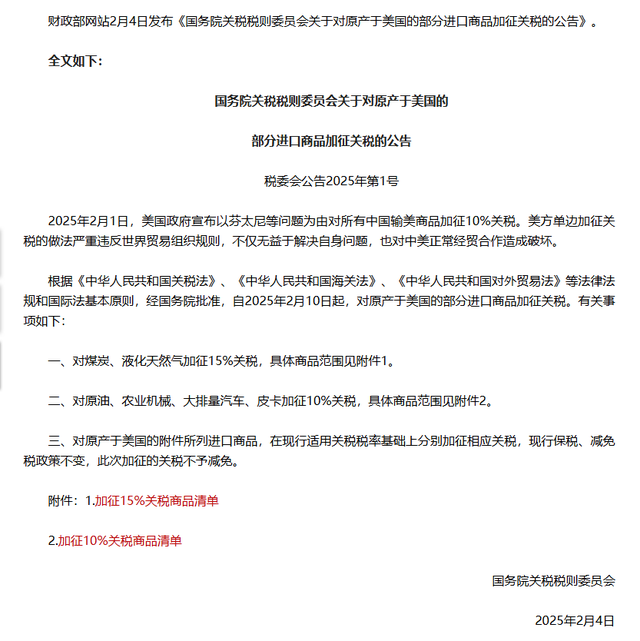 财政部网站2月4日发布《国务院关税税则委员会关于对原产于美国的部分进口商品加征关税的公告》。
全文如下：
国务院关税税则委员会关于对原产于美国的
部分进口商品加征关税的公告
税委会公告2025年第1号
2025年2月1日，美国政府宣布以芬太尼等问题为由对所有中国输美商品加征10%关税。美方单边加征关
税的做法严重违反世界贸易组织规则，不仅无益于解决自身问题，也对中美正常经贸合作造成破坏。
根据《中华人民共和国关税法》、《中华人民共和国海关法》、《中华人民共和国对外贸易法》等法律法
规和国际法基本原则，经国务院批准，自2025年2月10日起，对原产于美国的部分进口商品加征关税。有关事
项如下：
一、对煤炭、液化天然气加征15%关税，具体商品范围见附件1。
二、对原油、农业机械、大排量汽车、皮卡加征10%关税，具体商品范围见附件2。
三、对原产于美国的附件所列进口商品，在现行适用关税税率基础上分别加征相应关税，现行保税、减免
税政策不变，此次加征的关税不予减免。
附件：1.加征15%关税商品清单
2.加征10%关税商品清单
国务院关税税则委员会
2025年2月4日